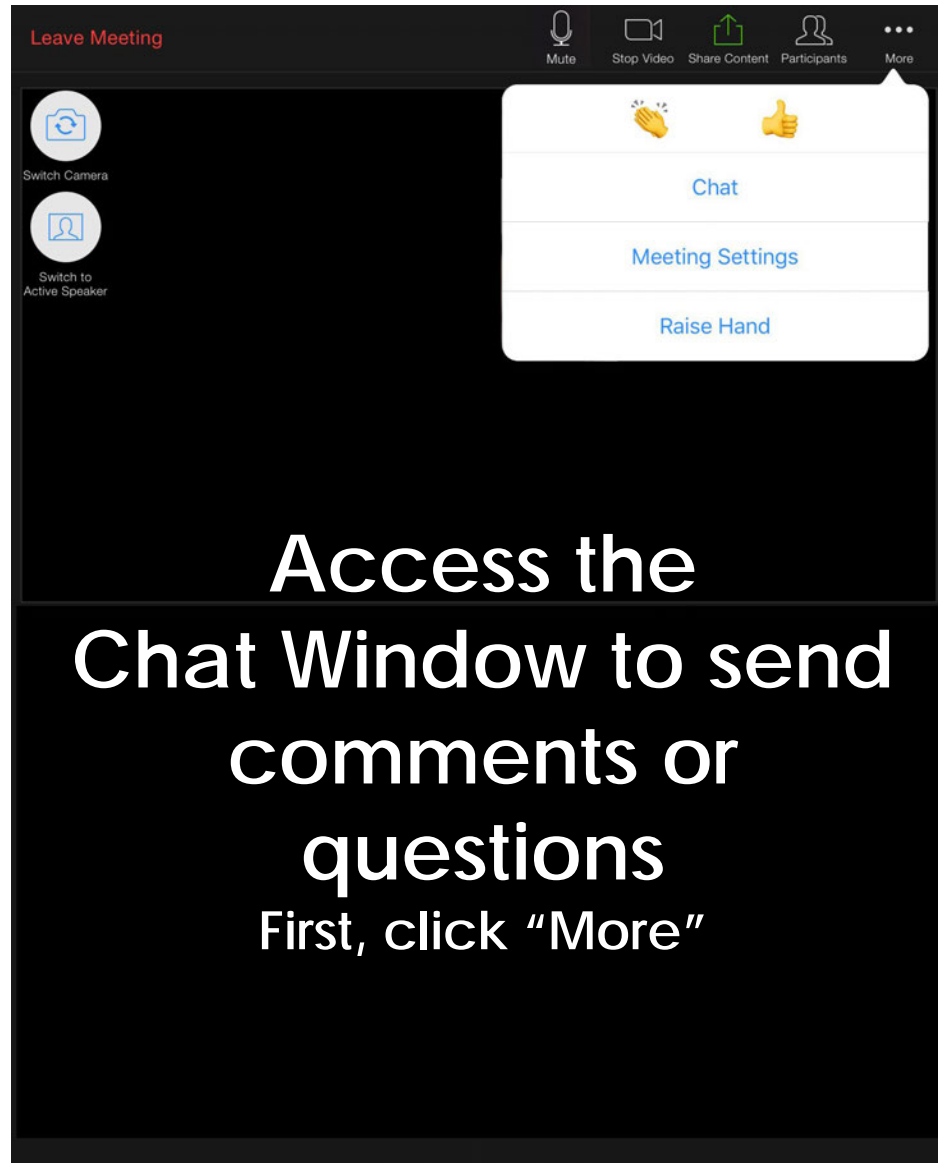 Leave Meeting
Mute
Stop Video
Share Content
Participants
More
Switch Camera
Switch to
Active Speaker
Chat
Meeting Settings
Raise Hand
Access the
Chat Window to send
comments or
questions
First, click “More”